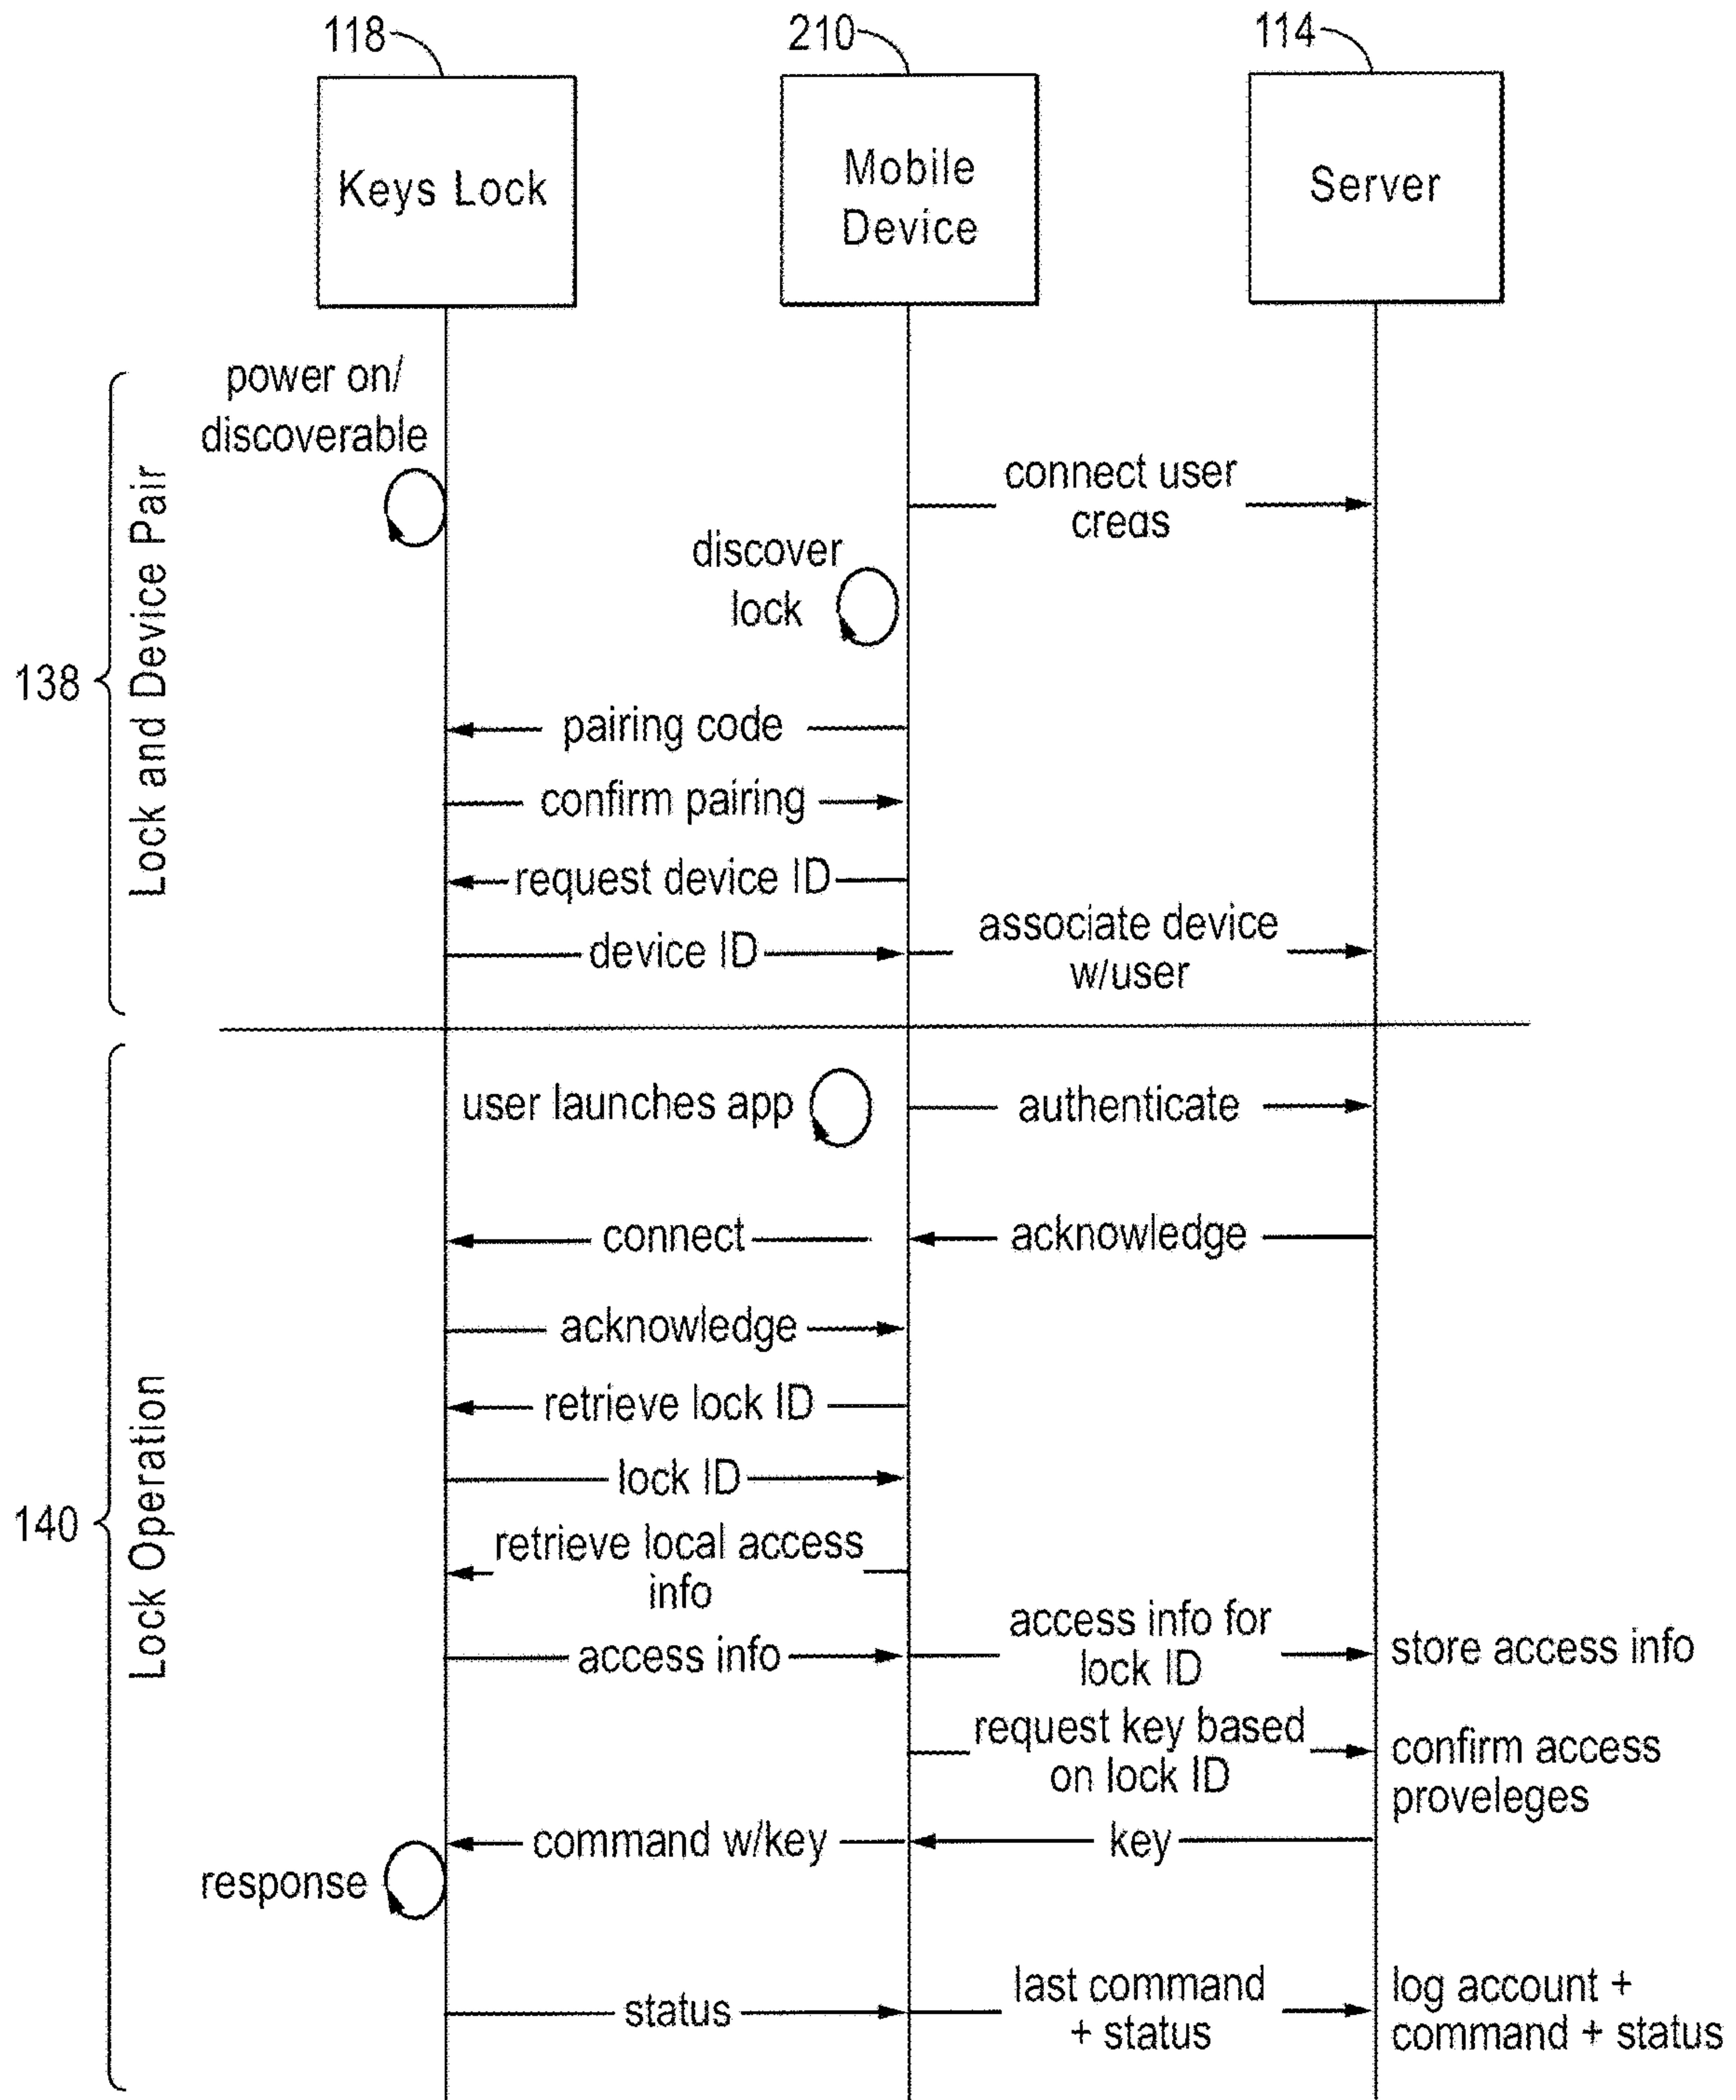 118
210
114
Keys Lock
Mobile
Device
Server
138
Lock and Device Pair
power on/
discoverable
connect user
creds
discover
lock
pairing code
confirm pairing
request device ID
device ID
associate device
w/user
140
Lock Operation
user launches app
authenticate
connect
acknowledge
acknowledge
retrieve lock ID
lock ID
retrieve local access
info
access info
access info for
lock ID
store access info
request key based
on lock ID
confirm access
proveleges
command w/key
key
response
status
last command
+ status
log account +
command + status